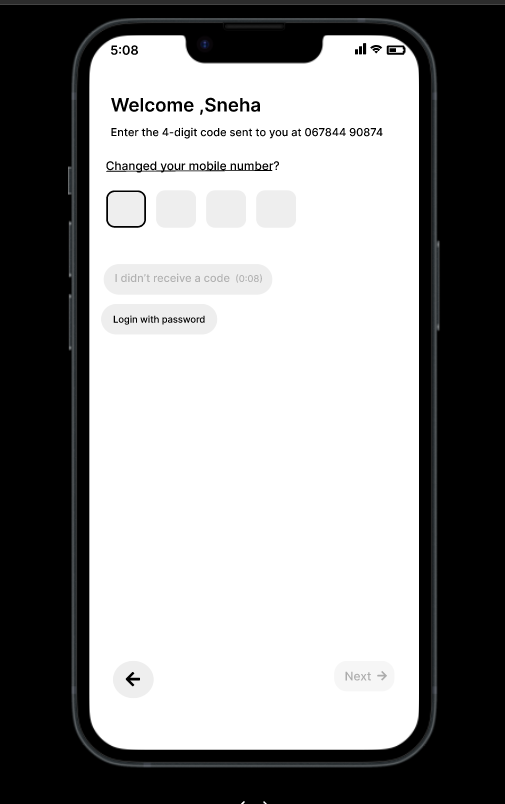 5:08
Welcome ,Sneha
Enter the 4-digit code sent to you at 067844 90874
Changed your mobile number?
I didn't receive a code (0:08)
Login with password
Next